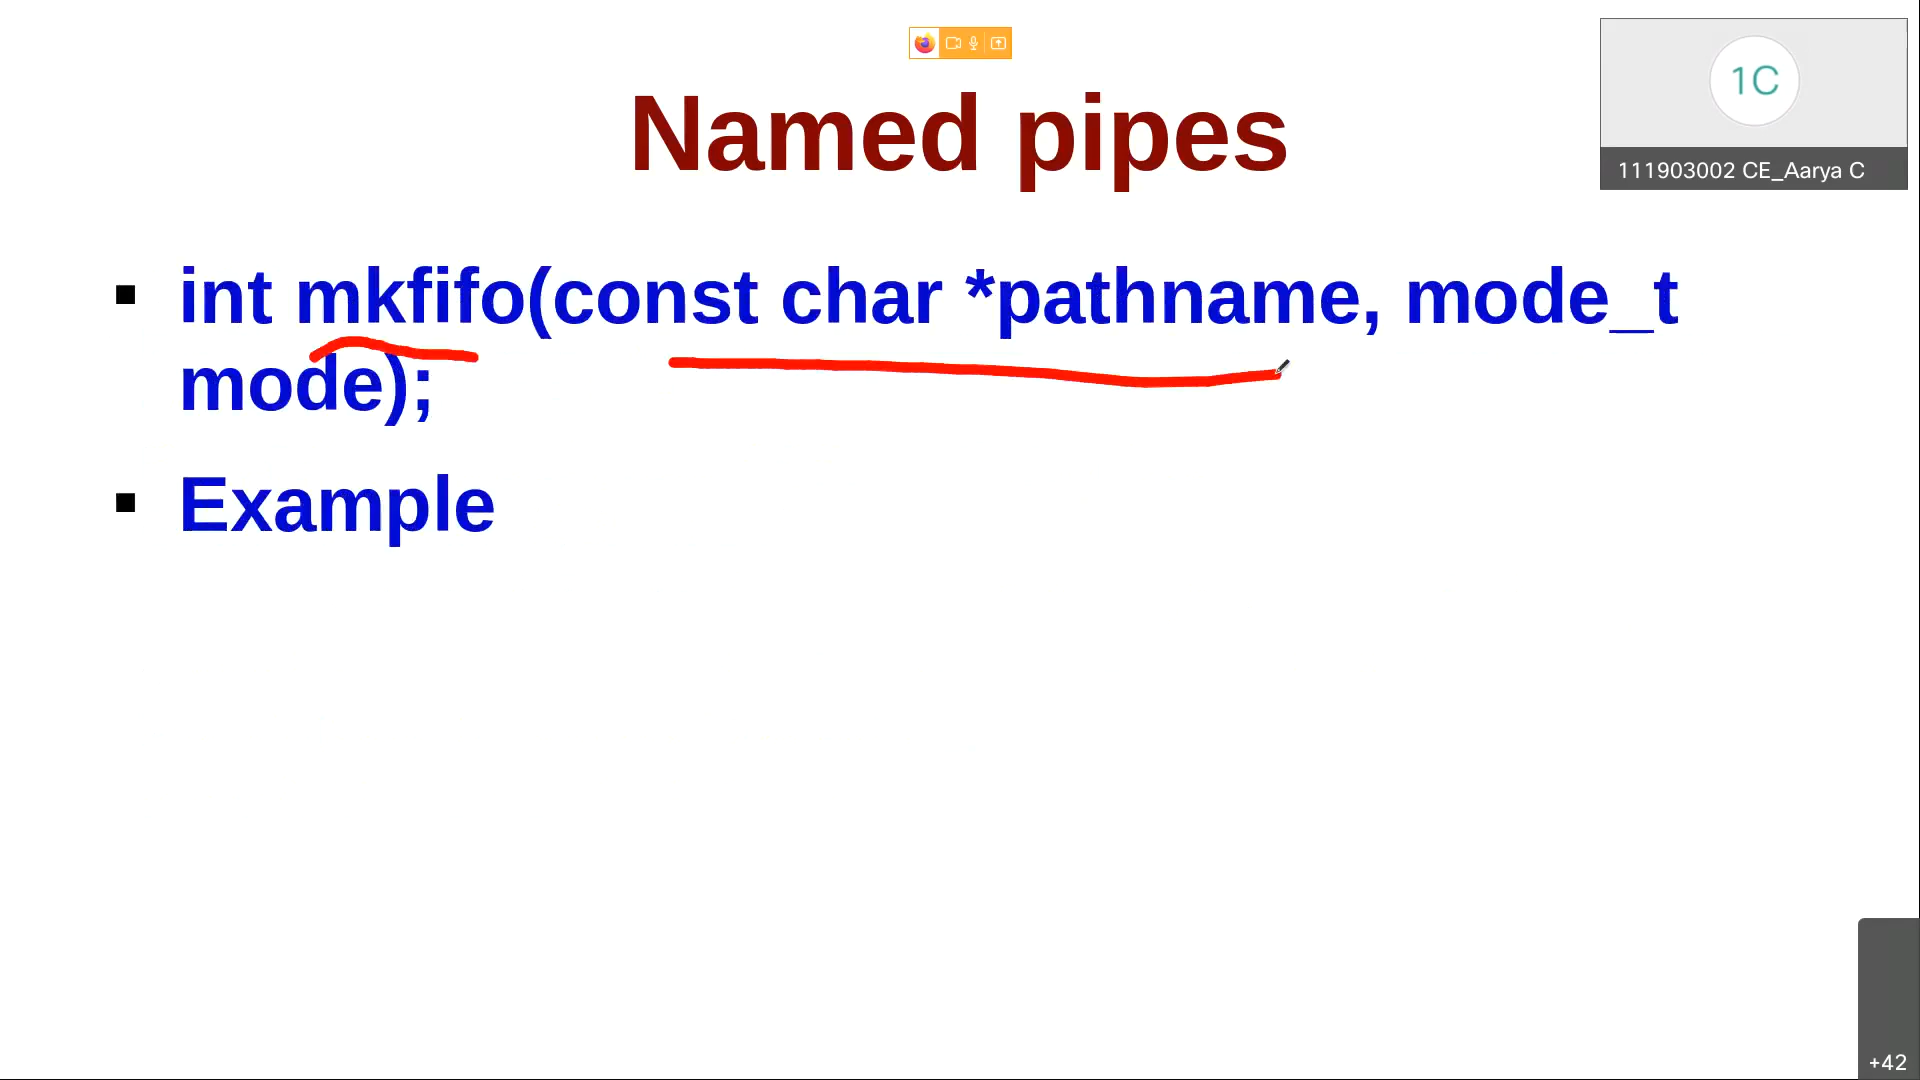 Named pipes
1C
111903002 CE_Aarya C
▪ int mkfifo(const char *pathname, mode_t
mode);
▪ Example
+42